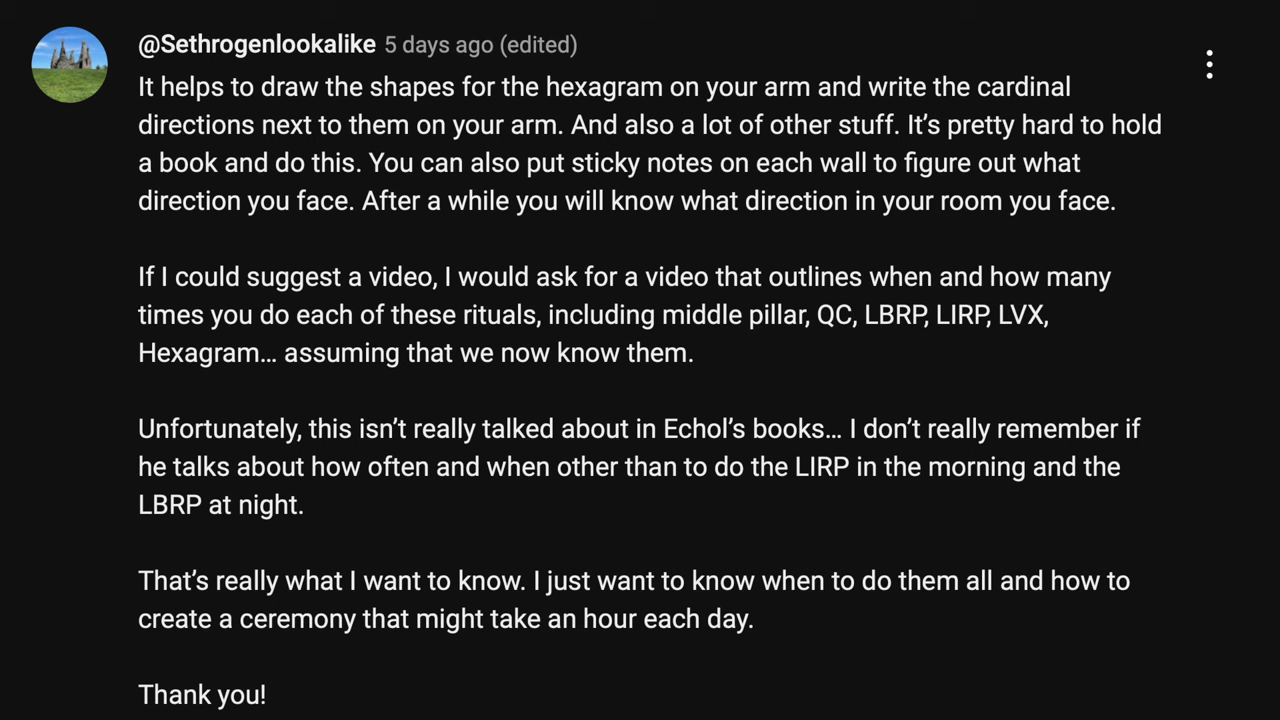 @Sethrogenlookalike 5 days ago (edited)
It helps to draw the shapes for the hexagram on your arm and write the cardinal
directions next to them on your arm. And also a lot of other stuff. It’s pretty hard to hold
a book and do this. You can also put sticky notes on each wall to figure out what
direction you face. After a while you will know what direction in your room you face.
If I could suggest a video, I would ask for a video that outlines when and how many
times you do each of these rituals, including middle pillar, QC, LBRP, LIRP, LVX,
Hexagram… assuming that we now know them.
Unfortunately, this isn’t really talked about in Echol’s books… I don’t really remember if
he talks about how often and when other than to do the LIRP in the morning and the
LBRP at night.
That’s really what I want to know. I just want to know when to do them all and how to
create a ceremony that might take an hour each day.
Thank you!